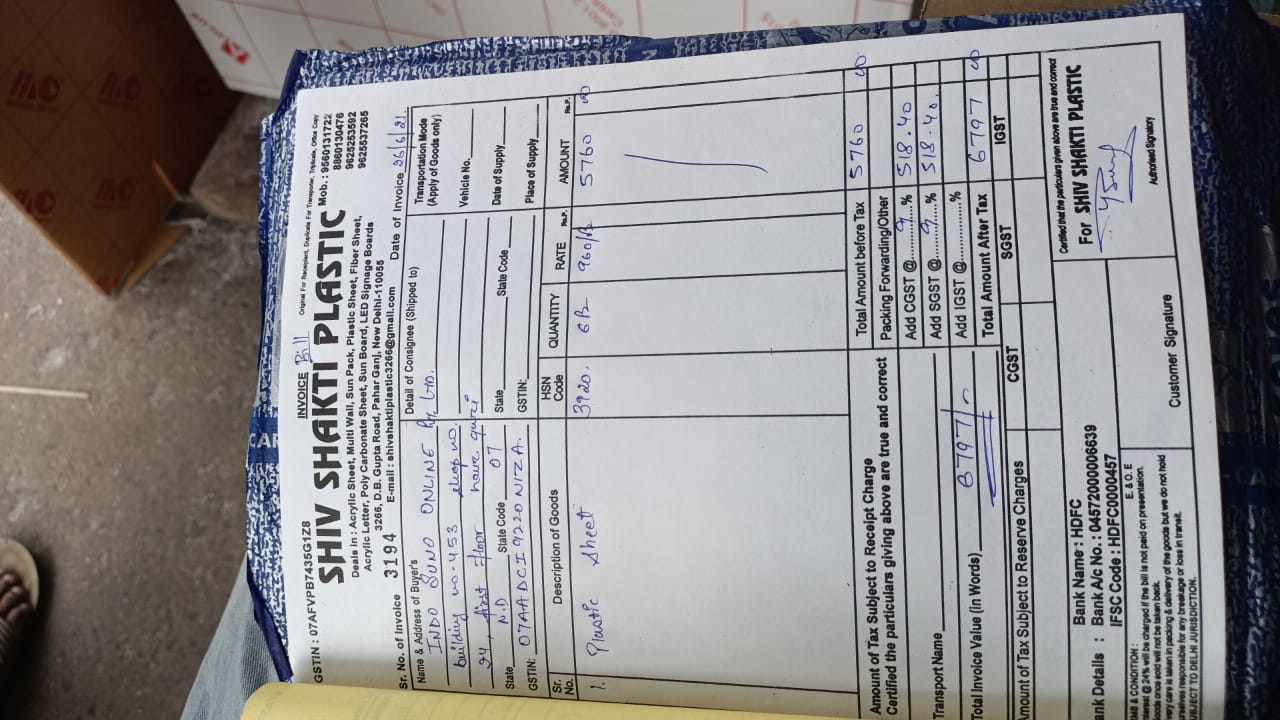 GSTIN : 07AFVPB7435G1Z8
INVOICE Bill
Original For Receipient, Duplicate For Transporter, Triplicate, Office Copy
SHIV SHAKTI PLASTIC
Mob. : 9560131722
8860130476
9625253592
9625537265
Deals in : Acrylic Sheet, Multi Wall, Sun Pack, Plastic Sheet, Fiber Sheet,
Acrylic Letter, Poly Carbonate Sheet, Sun Board, LED Signage Boards
3266, D.B. Gupta Road, Pahar Ganj, New Delhi-110055
E-mail : shivshaktiplastic3266@gmail.com
Sr. No. of Invoice 3194
Date of Invoice 26/6/21.
Name & Address of Buyer's
INDO SUNO ONLINE Pvt. LTD.
building no. 453 shop no.
24, first floor hauz qazi
State N.D State Code 07
GSTIN: 07AADCI9220N1ZA.
Detail of Consignee (Shipped to)
State State Code
GSTIN:
Transportation Mode
(Apply of Goods only)
Vehicle No.
Date of Supply
Place of Supply
Sr. No. Description of Goods HSN Code QUANTITY RATE Rs.P. AMOUNT Rs.P.
1. Plastic Sheet 3920. 6 960/ 5760 00
Total Amount before Tax 5760 00
Packing Forwarding/Other
Add CGST @ 9 % 518.40
Add SGST @ 9 % 518.40.
Add IGST @ %
Total Amount After Tax 6797 00
Amount of Tax Subject to Receipt Charge
Certified the particulars giving above are true and correct
Transport Name
Total Invoice Value (In Words) 6797/-
Amount of Tax Subject to Reserve Charges
CGST SGST IGST
Bank Name : HDFC
Bank Details : Bank A/c No. : 04572000006639
IFSC Code : HDFC0000457
E. & O. E
& CONDITION :
@ 24% will be charged if the bill is not paid on presentation.
once sold will not be taken back.
care is taken in packing & delivery of the goods but we do not hold
responsible for any breakage or loss in transit.
SUBJECT TO DELHI JURISDICTION.
Customer Signature
Certified that the particulars given above are true and correct
For SHIV SHAKTI PLASTIC
Authorised Signatory
MC